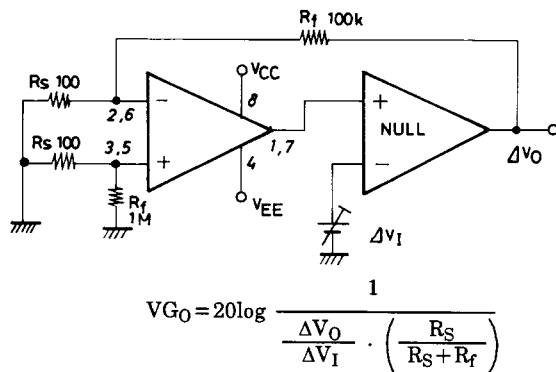 Rf 100k
Rs 100
2,6
−
VCC
8
+
NULL
−
ΔVO
Rs 100
3,5
+
4
1,7
Rf
1M
VEE
ΔVI
VGO=20log 1 / ΔVO/ΔVI · (RS/RS+Rf)